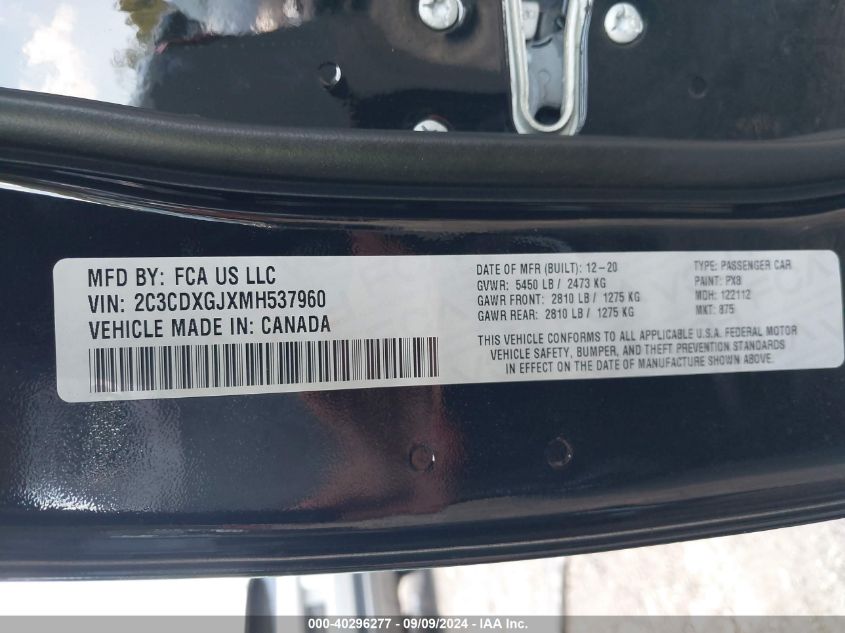 MFD BY: FCA US LLC
VIN: 2C3CDXGJXMH537960
VEHICLE MADE IN: CANADA
DATE OF MFR (BUILT): 12-20
GVWR: 5450 LB / 2473 KG
GAWR FRONT: 2810 LB / 1275 KG
GAWR REAR: 2810 LB / 1275 KG
TYPE: PASSENGER CAR
PAINT: PX8
MDH: 122112
MKT: 875
THIS VEHICLE CONFORMS TO ALL APPLICABLE U.S.A. FEDERAL MOTOR
VEHICLE SAFETY, BUMPER, AND THEFT PREVENTION STANDARDS
IN EFFECT ON THE DATE OF MANUFACTURE SHOWN ABOVE.
000-40296277 - 09/09/2024 - IAA Inc.